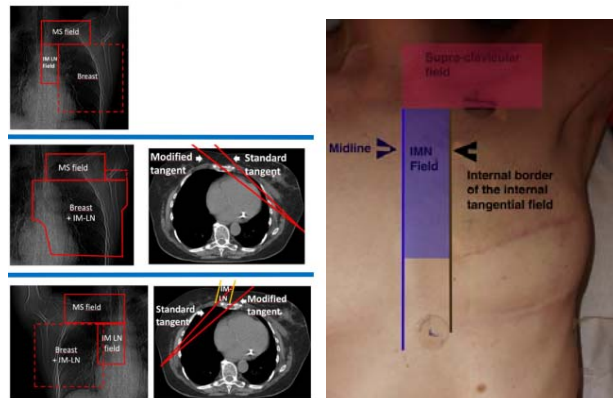 MS field
IM LN
Field
Breast
MS field
Breast
+ IM-LN
Modified
tangent
Standard
tangent
MS field
Breast
+ IM-LN
IM LN
field
IM-
LN
Standard
tangent
Modified
tangent
Supra-clavicular
field
Midline
IMN
Field
Internal border
of the internal
tangential field